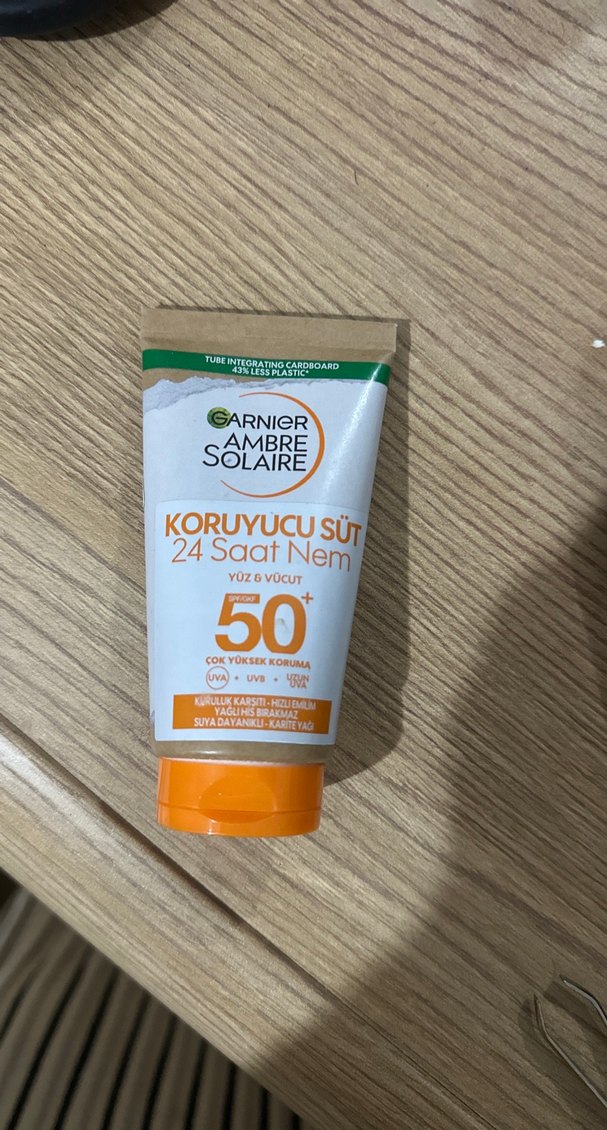 TUBE INTEGRATING CARDBOARD
43% LESS PLASTIC*
GARNIER
AMBRE
SOLAIRE
KORUYUCU SÜT
24 Saat Nem
YÜZ & VÜCUT
SPF/GKF
50+
ÇOK YÜKSEK KORUMA
UVA + UVB + UZUN UVA
KURULUK KARŞITI - HIZLI EMİLİM
YAĞLI HİS BIRAKMAZ
SUYA DAYANIKLI - KARİTE YAĞI